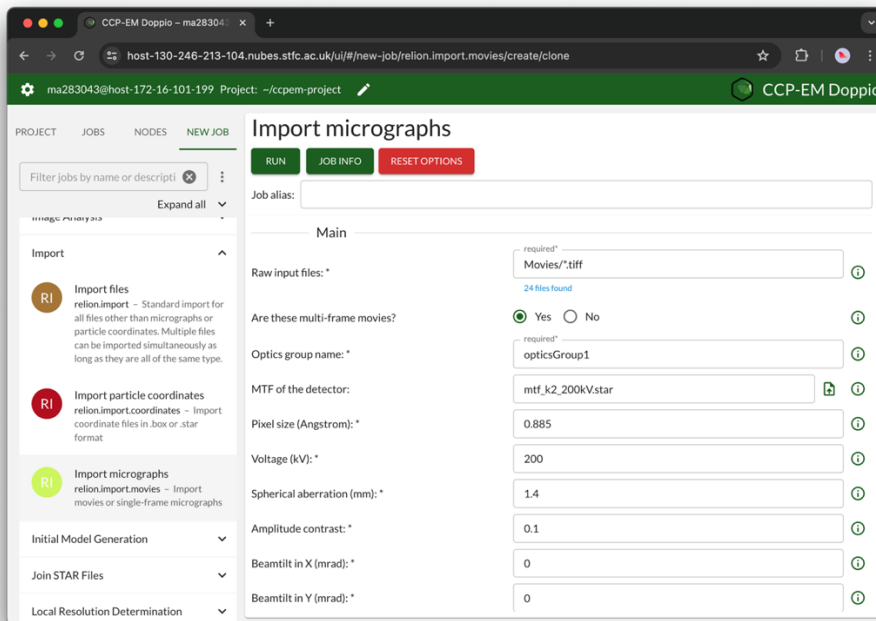 CCP-EM Doppio – ma28304
host-130-246-213-104.nubes.stfc.ac.uk/ui/#/new-job/relion.import.movies/create/clone
ma283043@host-172-16-101-199 Project: ~/ccpem-project
CCP-EM Doppio
PROJECT JOBS NODES NEW JOB
Filter jobs by name or descripti
Expand all
Image Analysis
Import
RI
Import files
relion.import – Standard import for
all files other than micrographs or
particle coordinates. Multiple files
can be imported simultaneously as
long as they are all of the same type.
RI
Import particle coordinates
relion.import.coordinates – Import
coordinate files in .box or .star
format
RI
Import micrographs
relion.import.movies – Import
movies or single-frame micrographs
Initial Model Generation
Join STAR Files
Local Resolution Determination
Import micrographs
RUN JOB INFO RESET OPTIONS
Job alias:
Main
required*
Raw input files: * Movies/*.tiff
24 files found
Are these multi-frame movies? Yes No
required*
Optics group name: * opticsGroup1
MTF of the detector: mtf_k2_200kV.star
Pixel size (Angstrom): * 0.885
Voltage (kV): * 200
Spherical aberration (mm): * 1.4
Amplitude contrast: * 0.1
Beamtilt in X (mrad): * 0
Beamtilt in Y (mrad): * 0